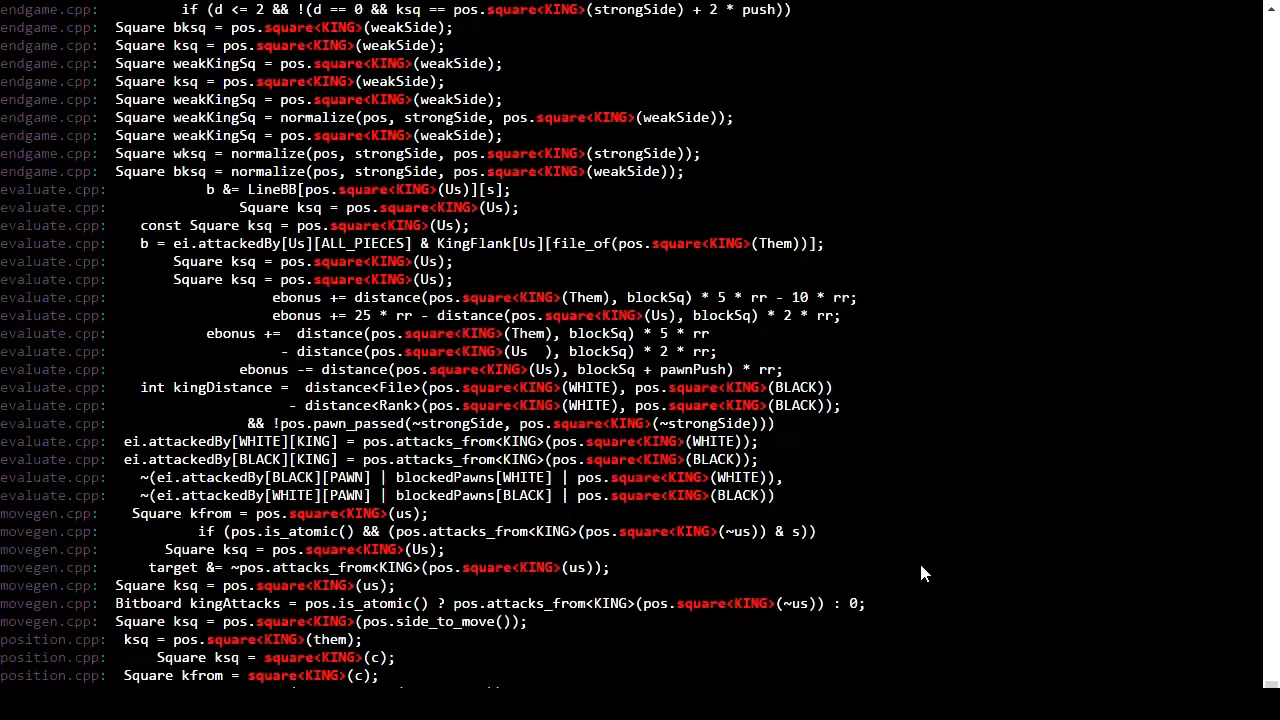 endgame.cpp:          if (d <= 2 && !(d == 0 && ksq == pos.square<KING>(strongSide) + 2 * push))
endgame.cpp:  Square bksq = pos.square<KING>(weakSide);
endgame.cpp:  Square ksq = pos.square<KING>(weakSide);
endgame.cpp:  Square weakKingSq = pos.square<KING>(weakSide);
endgame.cpp:  Square ksq = pos.square<KING>(weakSide);
endgame.cpp:  Square weakKingSq = pos.square<KING>(weakSide);
endgame.cpp:  Square weakKingSq = normalize(pos, strongSide, pos.square<KING>(weakSide));
endgame.cpp:  Square weakKingSq = pos.square<KING>(weakSide);
endgame.cpp:  Square wksq = normalize(pos, strongSide, pos.square<KING>(strongSide));
endgame.cpp:  Square bksq = normalize(pos, strongSide, pos.square<KING>(weakSide));
evaluate.cpp:            b &= LineBB[pos.square<KING>(Us)][s];
evaluate.cpp:                Square ksq = pos.square<KING>(Us);
evaluate.cpp:    const Square ksq = pos.square<KING>(Us);
evaluate.cpp:    b = ei.attackedBy[Us][ALL_PIECES] & KingFlank[Us][file_of(pos.square<KING>(Them))];
evaluate.cpp:        Square ksq = pos.square<KING>(Us);
evaluate.cpp:        Square ksq = pos.square<KING>(Us);
evaluate.cpp:                    ebonus += distance(pos.square<KING>(Them), blockSq) * 5 * rr - 10 * rr;
evaluate.cpp:                    ebonus += 25 * rr - distance(pos.square<KING>(Us), blockSq) * 2 * rr;
evaluate.cpp:            ebonus +=  distance(pos.square<KING>(Them), blockSq) * 5 * rr
evaluate.cpp:                     - distance(pos.square<KING>(Us  ), blockSq) * 2 * rr;
evaluate.cpp:                ebonus -= distance(pos.square<KING>(Us), blockSq + pawnPush) * rr;
evaluate.cpp:    int kingDistance =  distance<File>(pos.square<KING>(WHITE), pos.square<KING>(BLACK))
evaluate.cpp:                      - distance<Rank>(pos.square<KING>(WHITE), pos.square<KING>(BLACK));
evaluate.cpp:                 && !pos.pawn_passed(~strongSide, pos.square<KING>(~strongSide)))
evaluate.cpp:  ei.attackedBy[WHITE][KING] = pos.attacks_from<KING>(pos.square<KING>(WHITE));
evaluate.cpp:  ei.attackedBy[BLACK][KING] = pos.attacks_from<KING>(pos.square<KING>(BLACK));
evaluate.cpp:    ~(ei.attackedBy[BLACK][PAWN] | blockedPawns[WHITE] | pos.square<KING>(WHITE)),
evaluate.cpp:    ~(ei.attackedBy[WHITE][PAWN] | blockedPawns[BLACK] | pos.square<KING>(BLACK))
movegen.cpp:    Square kfrom = pos.square<KING>(us);
movegen.cpp:            if (pos.is_atomic() && (pos.attacks_from<KING>(pos.square<KING>(~us)) & s))
movegen.cpp:        Square ksq = pos.square<KING>(Us);
movegen.cpp:      target &= ~pos.attacks_from<KING>(pos.square<KING>(us));
movegen.cpp:  Square ksq = pos.square<KING>(us);
movegen.cpp:  Bitboard kingAttacks = pos.is_atomic() ? pos.attacks_from<KING>(pos.square<KING>(~us)) : 0;
movegen.cpp:  Square ksq = pos.square<KING>(pos.side_to_move());
position.cpp:  ksq = pos.square<KING>(them);
position.cpp:      Square ksq = square<KING>(c);
position.cpp:  Square kfrom = square<KING>(c);